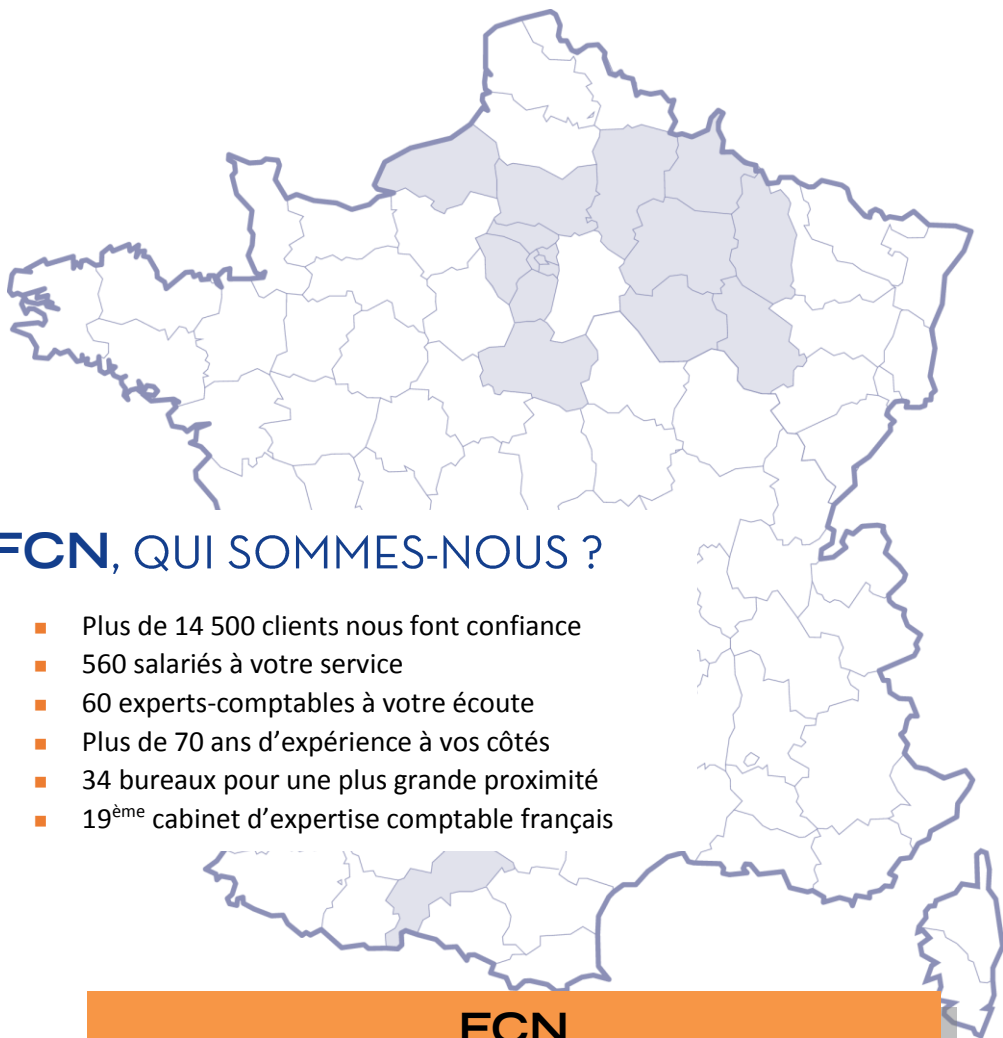 FCN, QUI SOMMES-NOUS ?
Plus de 14 500 clients nous font confiance
560 salariés à votre service
60 experts-comptables à votre écoute
Plus de 70 ans d’expérience à vos côtés
34 bureaux pour une plus grande proximité
19ème cabinet d’expertise comptable français
FCN